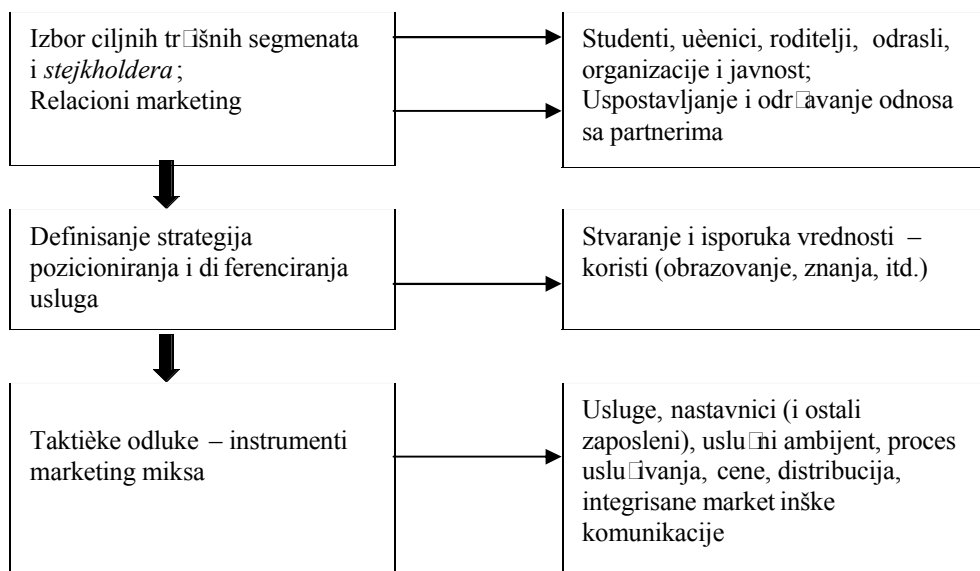 Izbor ciljnih tr□išnih segmenata
i stejkholdera;
Relacioni marketing
Studenti, uèenici, roditelji, odrasli,
organizacije i javnost;
Uspostavljanje i odr□avanje odnosa
sa partnerima
Definisanje strategija
pozicioniranja i di ferenciranja
usluga
Stvaranje i isporuka vrednosti –
koristi (obrazovanje, znanja, itd.)
Taktièke odluke – instrumenti
marketing miksa
Usluge, nastavnici (i ostali
zaposleni), uslu□ni ambijent, proces
uslu□ivanja, cene, distribucija,
integrisane market inške
komunikacije